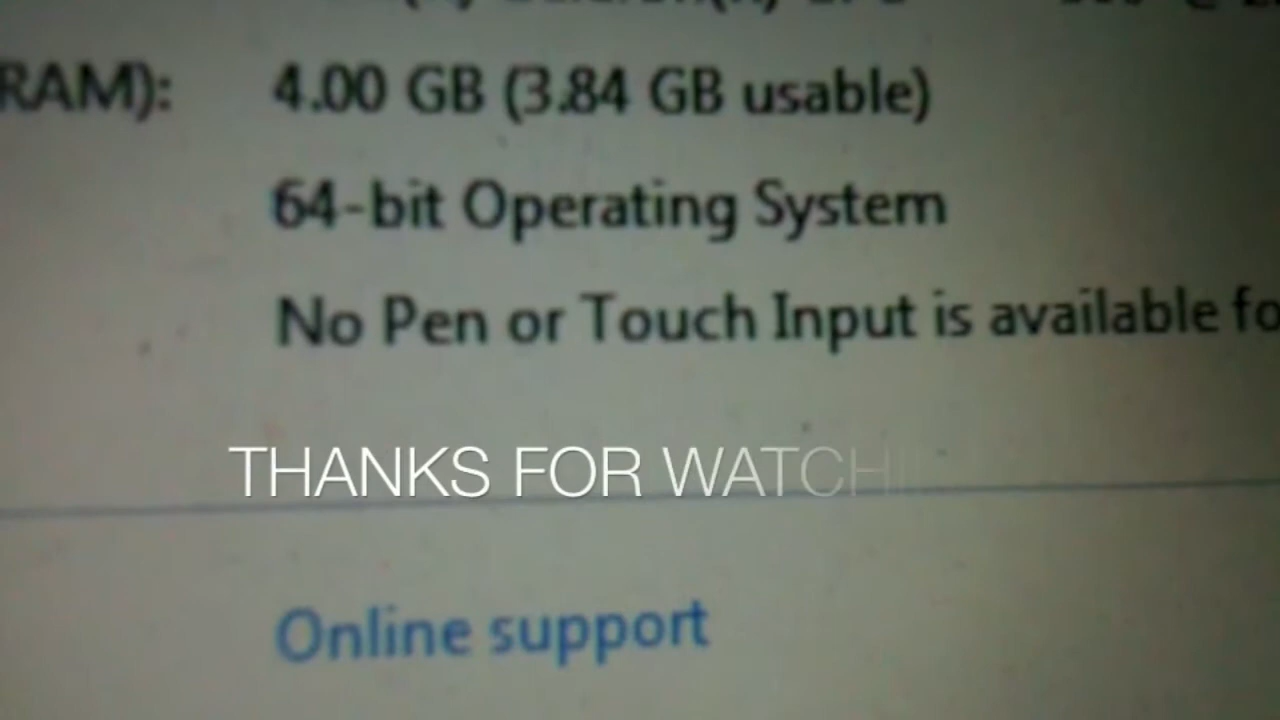 RAM): 4.00 GB (3.84 GB usable)
64-bit Operating System
No Pen or Touch Input is available fo
THANKS FOR WATCHI
Online support